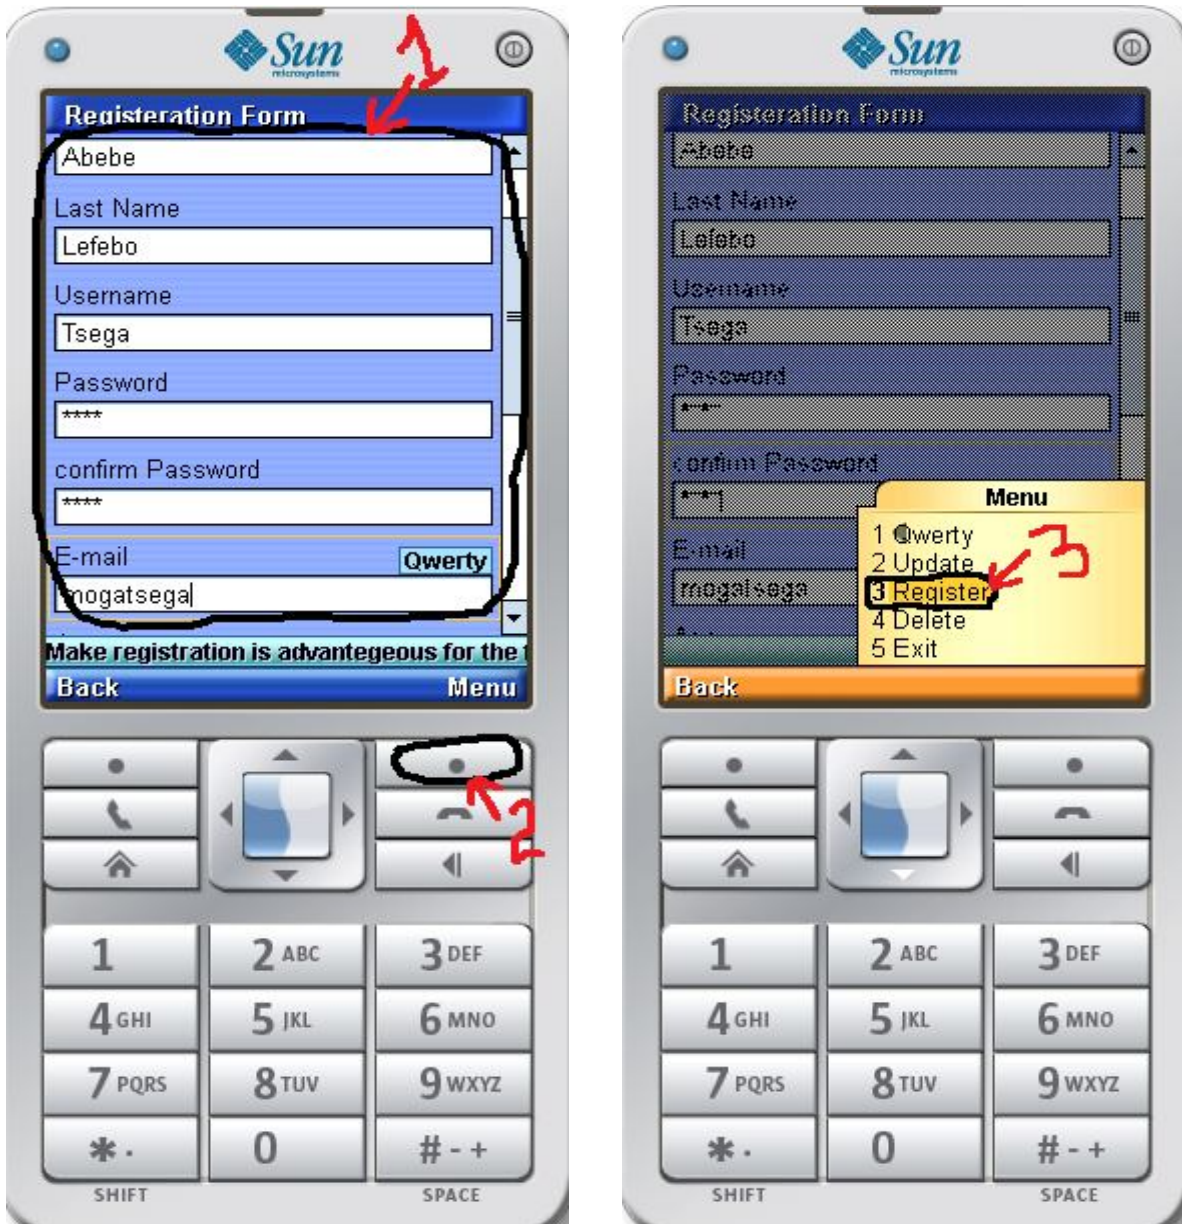 Sun
microsystems
1
Registeration Form
Abebe
Last Name
Lefebo
Username
Tsega
Password
****
confirm Password
****
E-mail
Qwerty
mogatsega
Make registration is advantegeous for the
Back Menu
2
1
2 ABC
3 DEF
4 GHI
5 JKL
6 MNO
7 PQRS
8 TUV
9 WXYZ
* .
0
# - +
SHIFT
SPACE
Sun
microsystems
Registeration Form
Abebe
Last Name
Lefebo
Username
Tsega
Password
confirm Password
E-mail
mogatsega
Menu
1 Qwerty
2 Update
3 Register
4 Delete
5 Exit
3
Back
1
2 ABC
3 DEF
4 GHI
5 JKL
6 MNO
7 PQRS
8 TUV
9 WXYZ
* .
0
# - +
SHIFT
SPACE